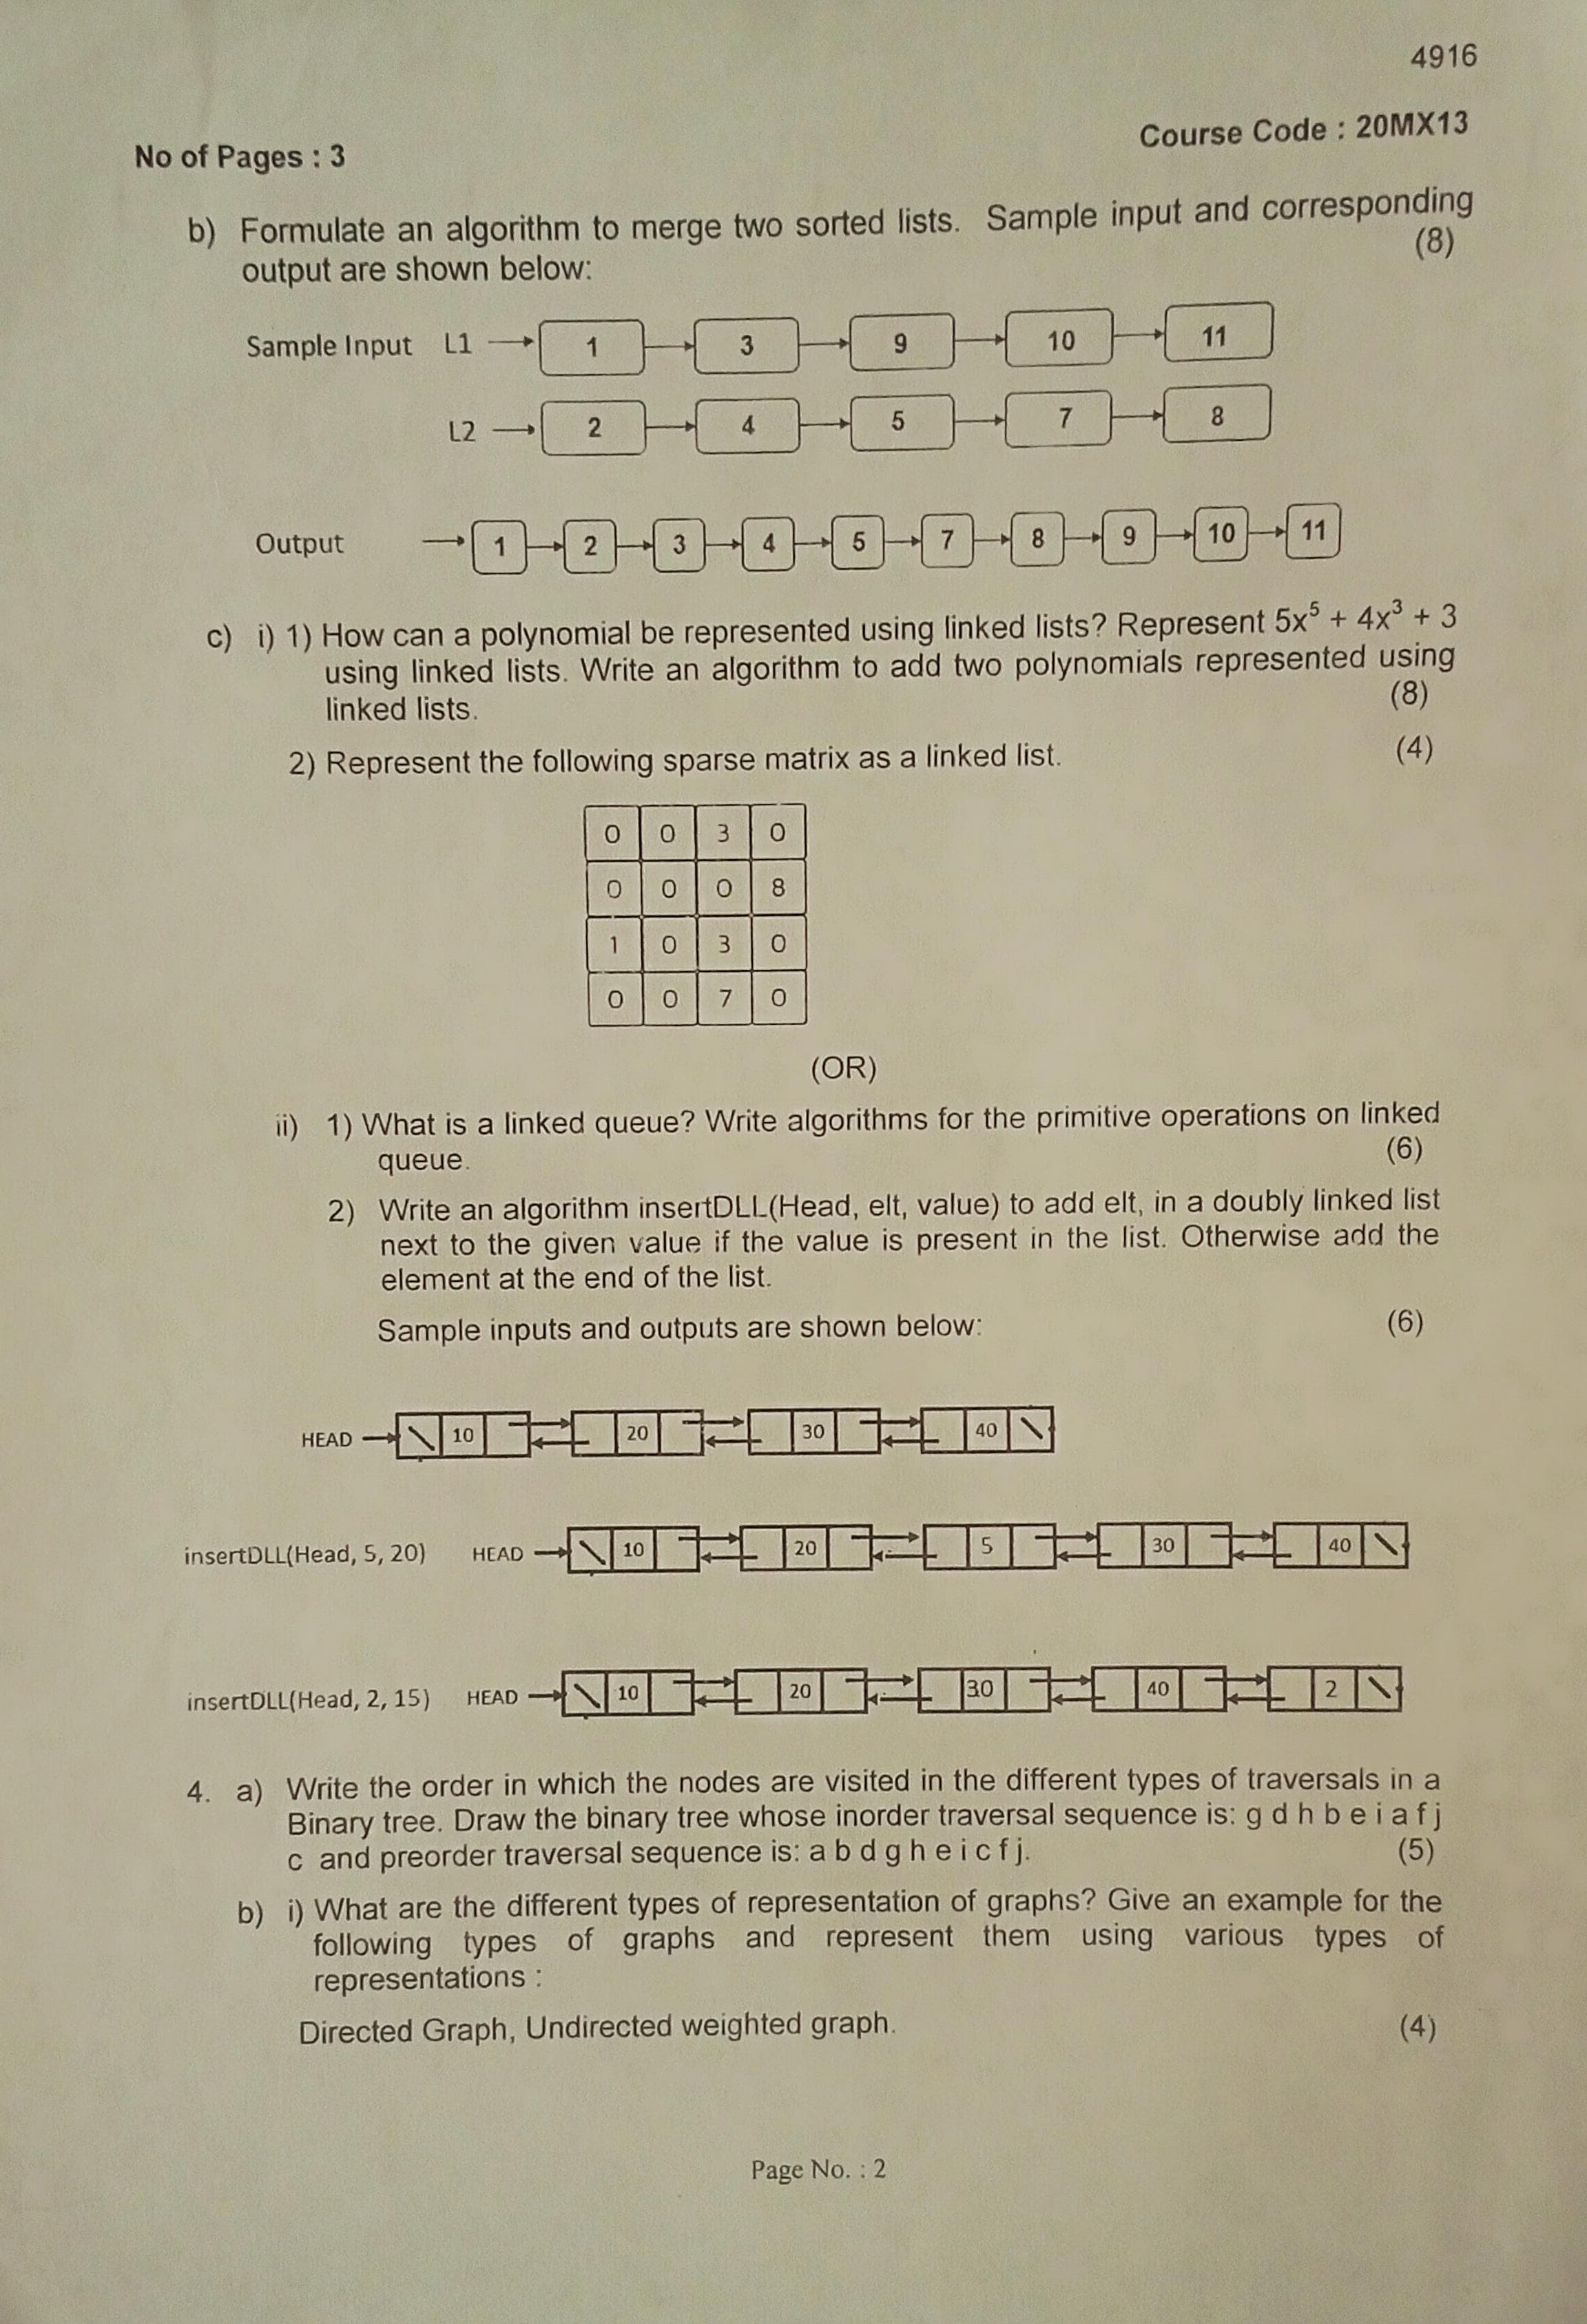 4916
No of Pages : 3
Course Code : 20MX13
b) Formulate an algorithm to merge two sorted lists. Sample input and corresponding
output are shown below: (8)
Sample Input L1 1 3 9 10 11
L2 2 4 5 7 8
Output 1 2 3 4 5 7 8 9 10 11
c) i) 1) How can a polynomial be represented using linked lists? Represent 5x⁵ + 4x³ + 3
using linked lists. Write an algorithm to add two polynomials represented using
linked lists. (8)
2) Represent the following sparse matrix as a linked list. (4)
0 0 3 0
0 0 0 8
1 0 3 0
0 0 7 0
(OR)
ii) 1) What is a linked queue? Write algorithms for the primitive operations on linked
queue. (6)
2) Write an algorithm insertDLL(Head, elt, value) to add elt, in a doubly linked list
next to the given value if the value is present in the list. Otherwise add the
element at the end of the list.
Sample inputs and outputs are shown below: (6)
HEAD 10 20 30 40
insertDLL(Head, 5, 20) HEAD 10 20 5 30 40
insertDLL(Head, 2, 15) HEAD 10 20 30 40 2
4. a) Write the order in which the nodes are visited in the different types of traversals in a
Binary tree. Draw the binary tree whose inorder traversal sequence is: g d h b e i a f j
c and preorder traversal sequence is: a b d g h e i c f j. (5)
b) i) What are the different types of representation of graphs? Give an example for the
following types of graphs and represent them using various types of
representations :
Directed Graph, Undirected weighted graph. (4)
Page No. : 2